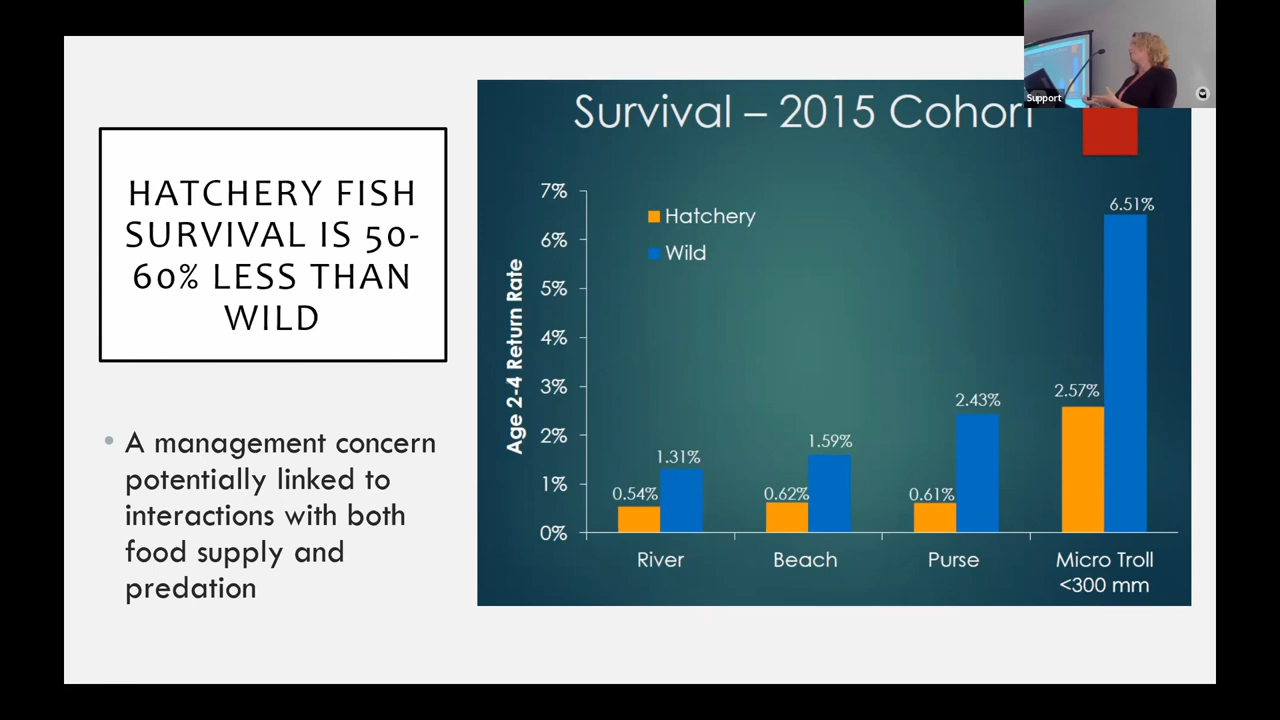 HATCHERY FISH
SURVIVAL IS 50-
60% LESS THAN
WILD
• A management concern
potentially linked to
interactions with both
food supply and
predation
Survival – 2015 Cohort
Hatchery
Wild
Age 2-4 Return Rate
7%
6%
5%
4%
3%
2%
1%
0%
0.54%
1.31%
0.62%
1.59%
0.61%
2.43%
2.57%
6.51%
River
Beach
Purse
Micro Troll
<300 mm
Support